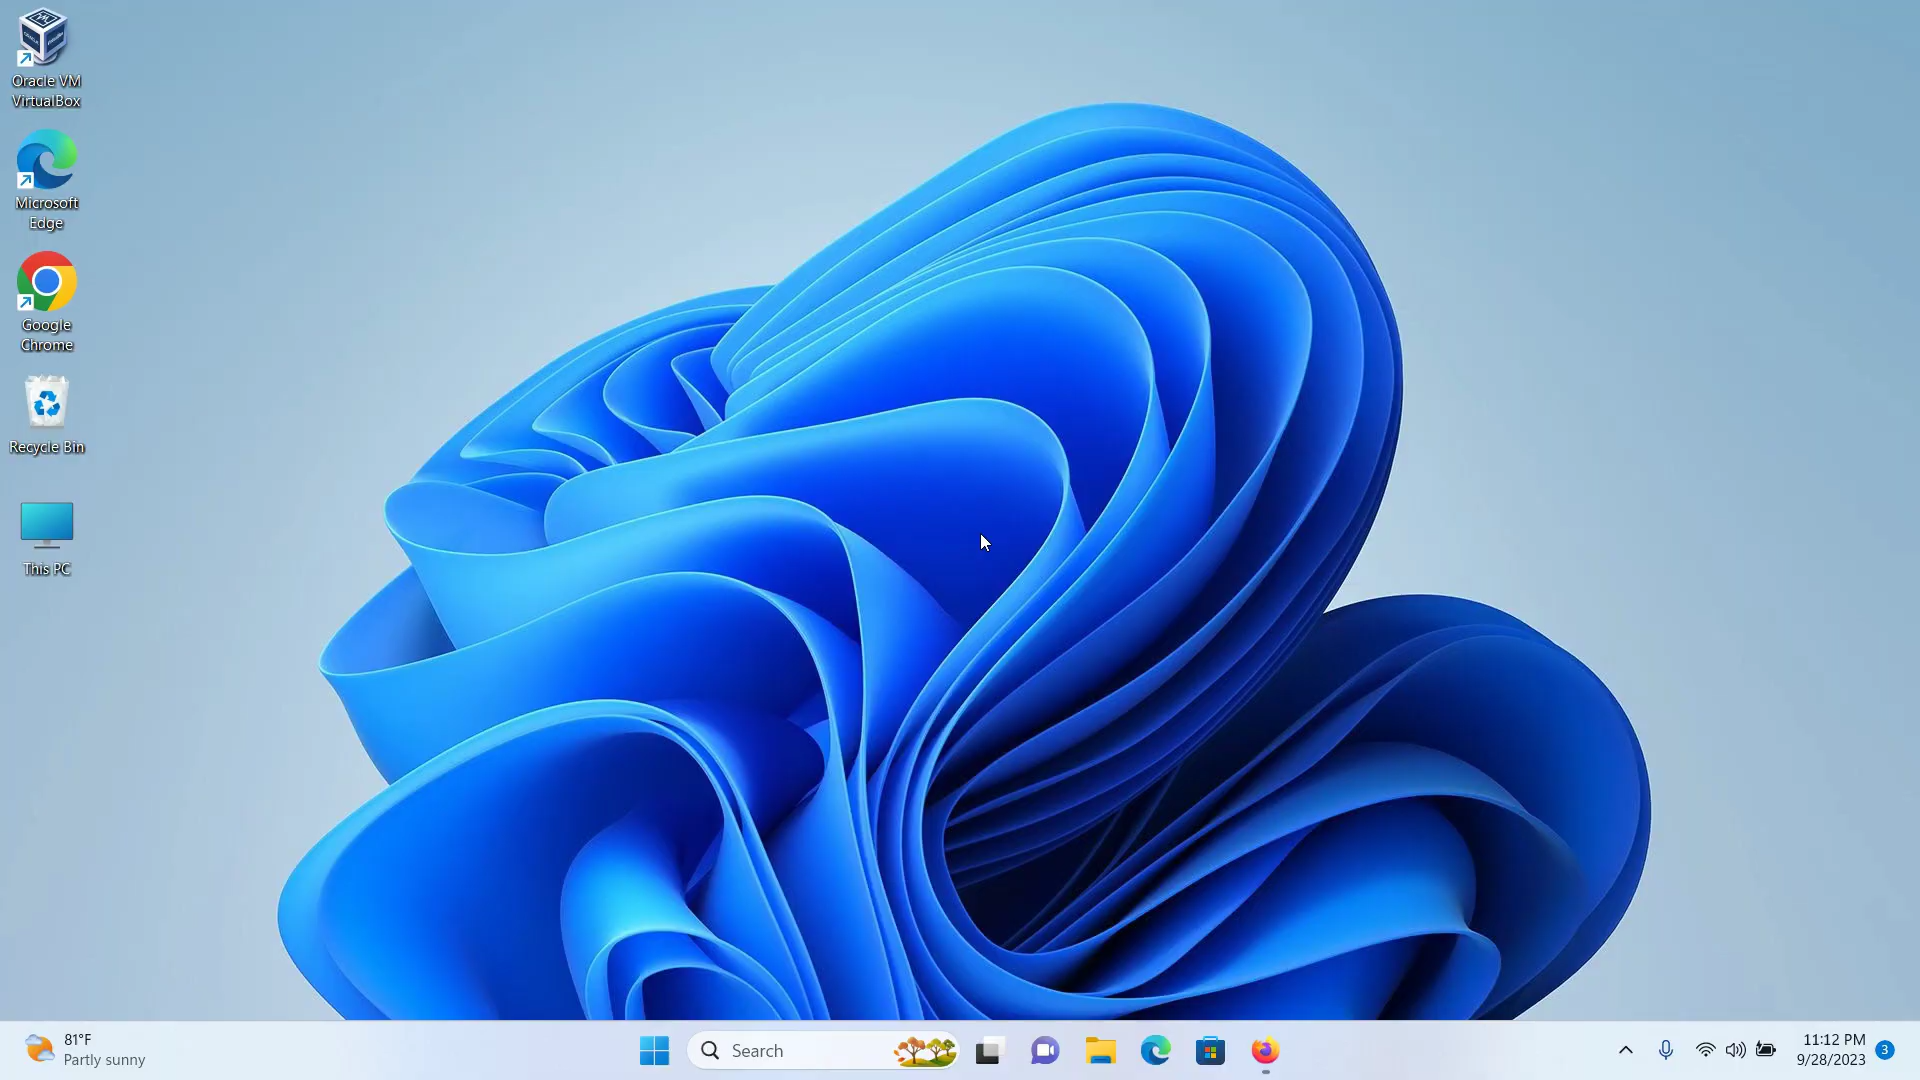 Oracle VM
VirtualBox
Microsoft
Edge
Google
Chrome
Recycle Bin
This PC
81°F
Partly sunny
Search
11:12 PM
9/28/2023
3